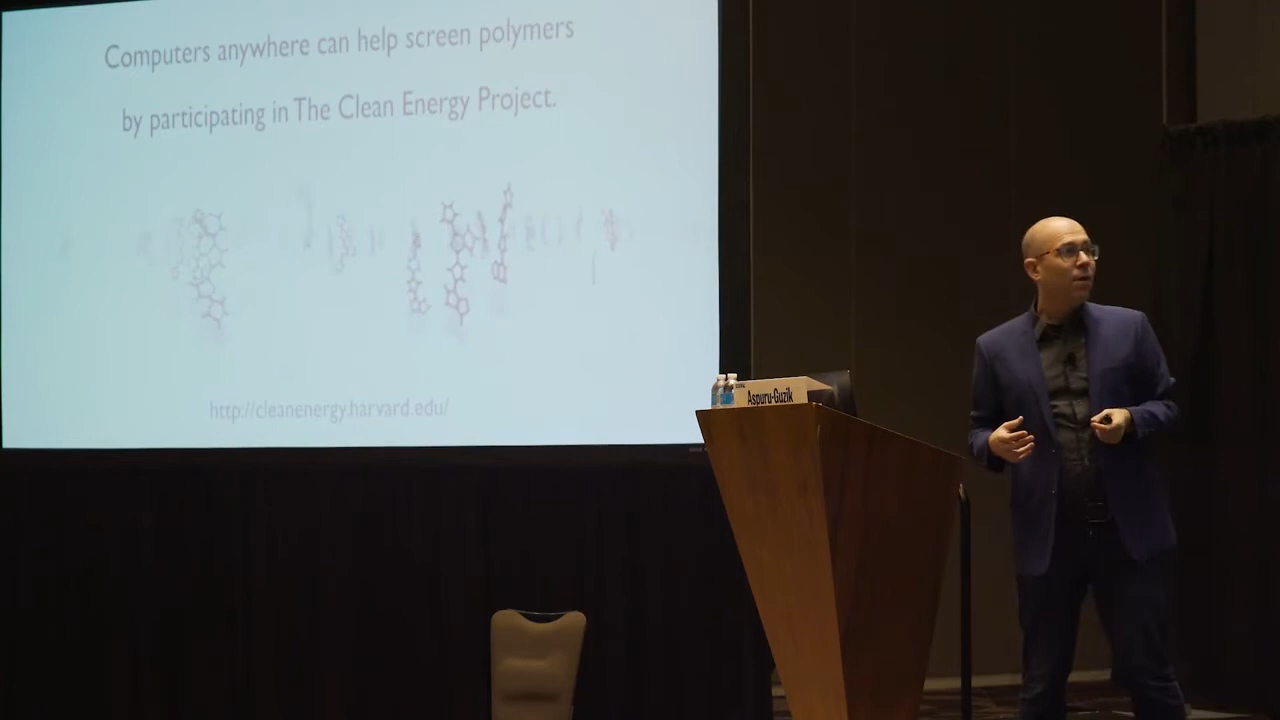 Computers anywhere can help screen polymers
by participating in The Clean Energy Project.
http://cleanenergy.harvard.edu/
Aspuru-Guzik